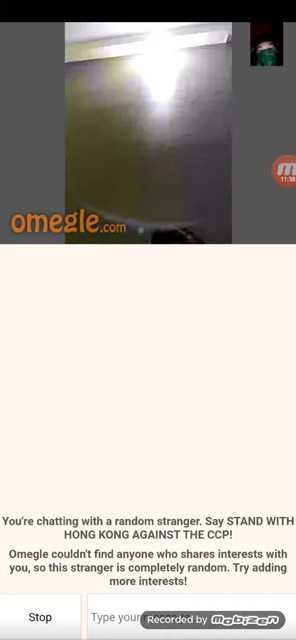 11:38
omegle.com
You're chatting with a random stranger. Say STAND WITH
HONG KONG AGAINST THE CCP!
Omegle couldn't find anyone who shares interests with
you, so this stranger is completely random. Try adding
more interests!
Stop
Type your
Recorded by mobizen